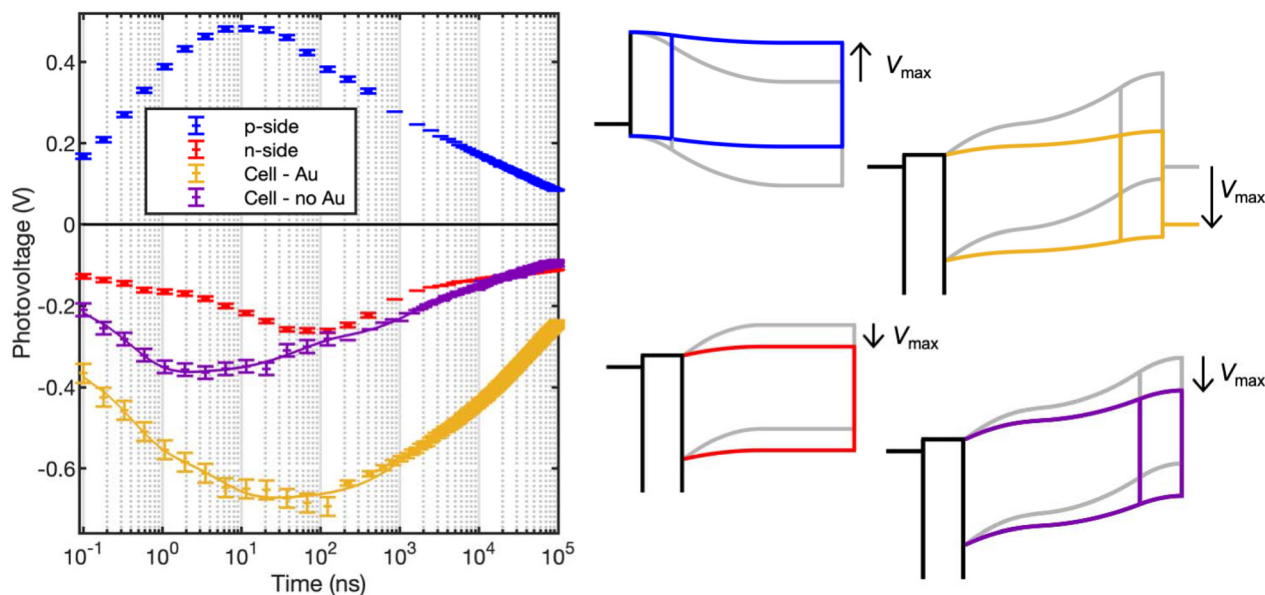 Photovoltage (V)
0.4
0.2
0
-0.2
-0.4
-0.6
p-side
n-side
Cell - Au
Cell - no Au
10⁻¹ 10⁰ 10¹ 10² 10³ 10⁴ 10⁵
Time (ns)
Vmax
Vmax
Vmax
Vmax